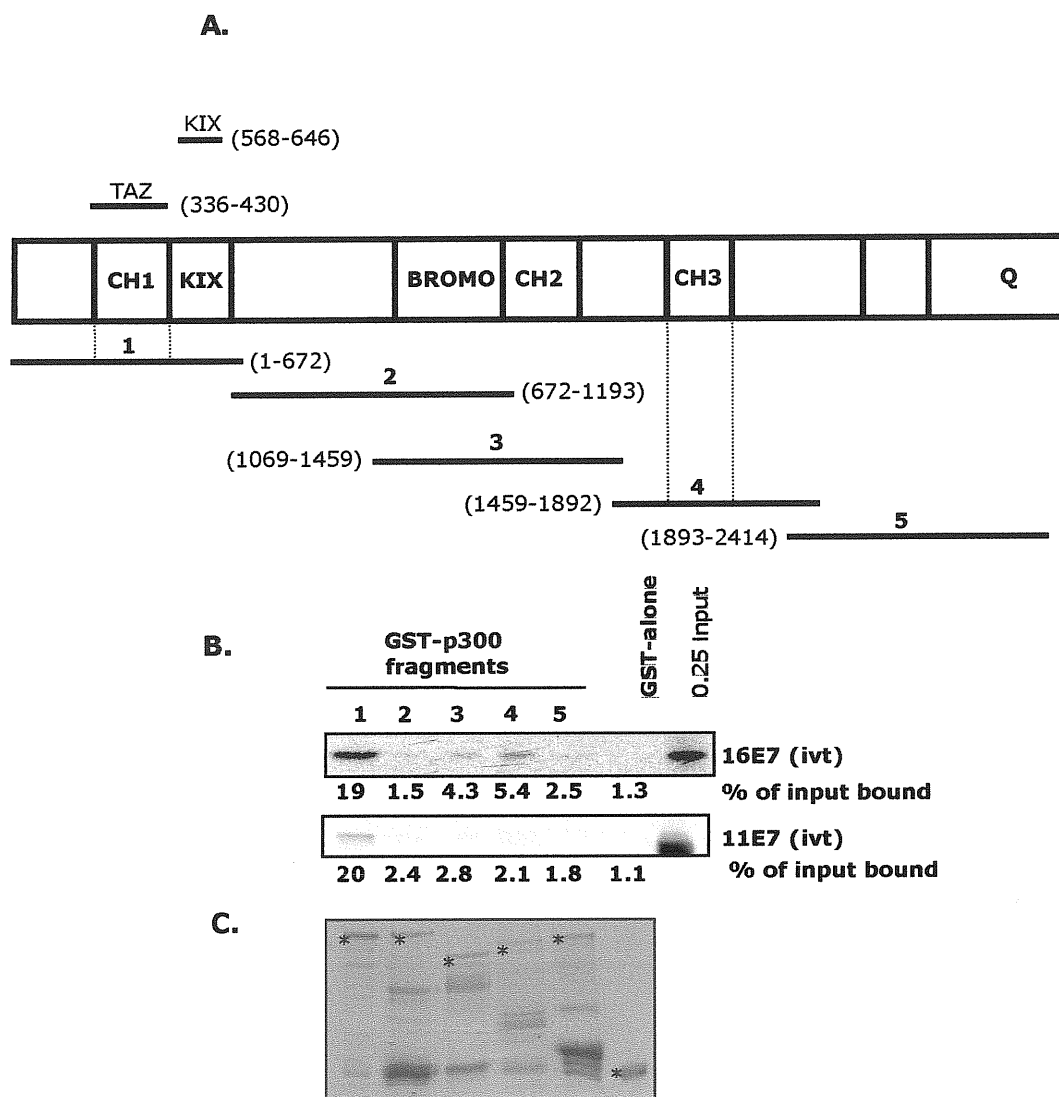 A.
KIX
(568-646)
TAZ
(336-430)
CH1 KIX BROMO CH2 CH3 Q
1
(1-672)
2
(672-1193)
3
(1069-1459)
4
(1459-1892)
5
(1893-2414)
B.
GST-p300
fragments
GST-alone
0.25 input
1 2 3 4 5
16E7 (ivt)
19 1.5 4.3 5.4 2.5 1.3 % of input bound
11E7 (ivt)
20 2.4 2.8 2.1 1.8 1.1 % of input bound
C.
* * * * * *